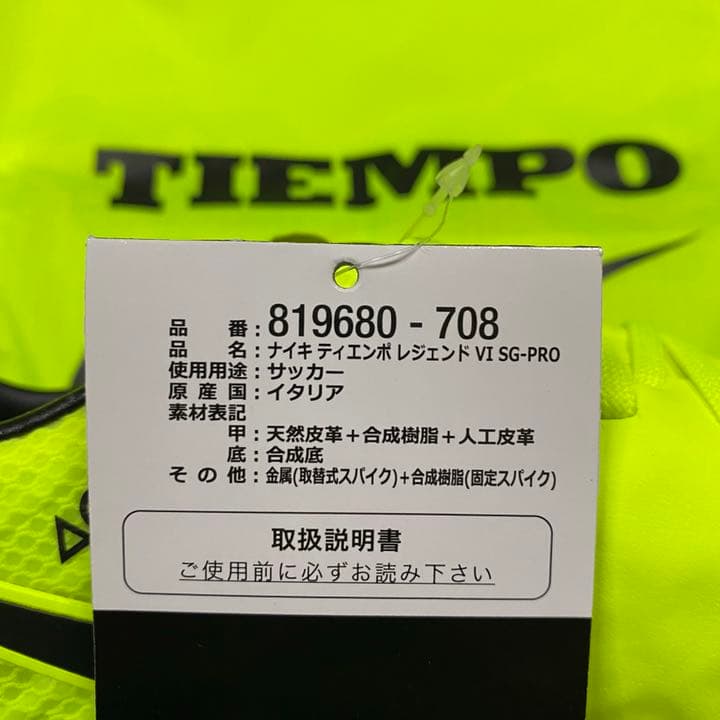 TIEMPO
品番：819680 - 708
品名：ナイキ ティエンポ レジェンド VI SG-PRO
使用用途：サッカー
原産国：イタリア
素材表記
甲：天然皮革＋合成樹脂＋人工皮革
底：合成底
その他：金属(取替式スパイク)＋合成樹脂(固定スパイク)
取扱説明書
ご使用前に必ずお読み下さい